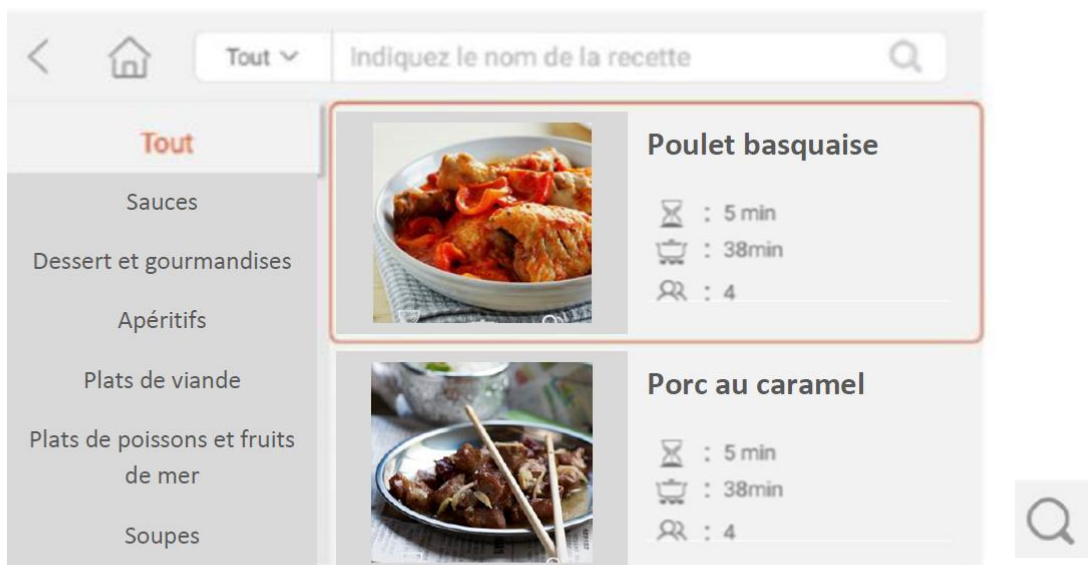 Tout
Indiquez le nom de la recette
Tout
Sauces
Dessert et gourmandises
Apéritifs
Plats de viande
Plats de poissons et fruits
de mer
Soupes
Poulet basquaise
: 5 min
: 38min
: 4
Porc au caramel
: 5 min
: 38min
: 4